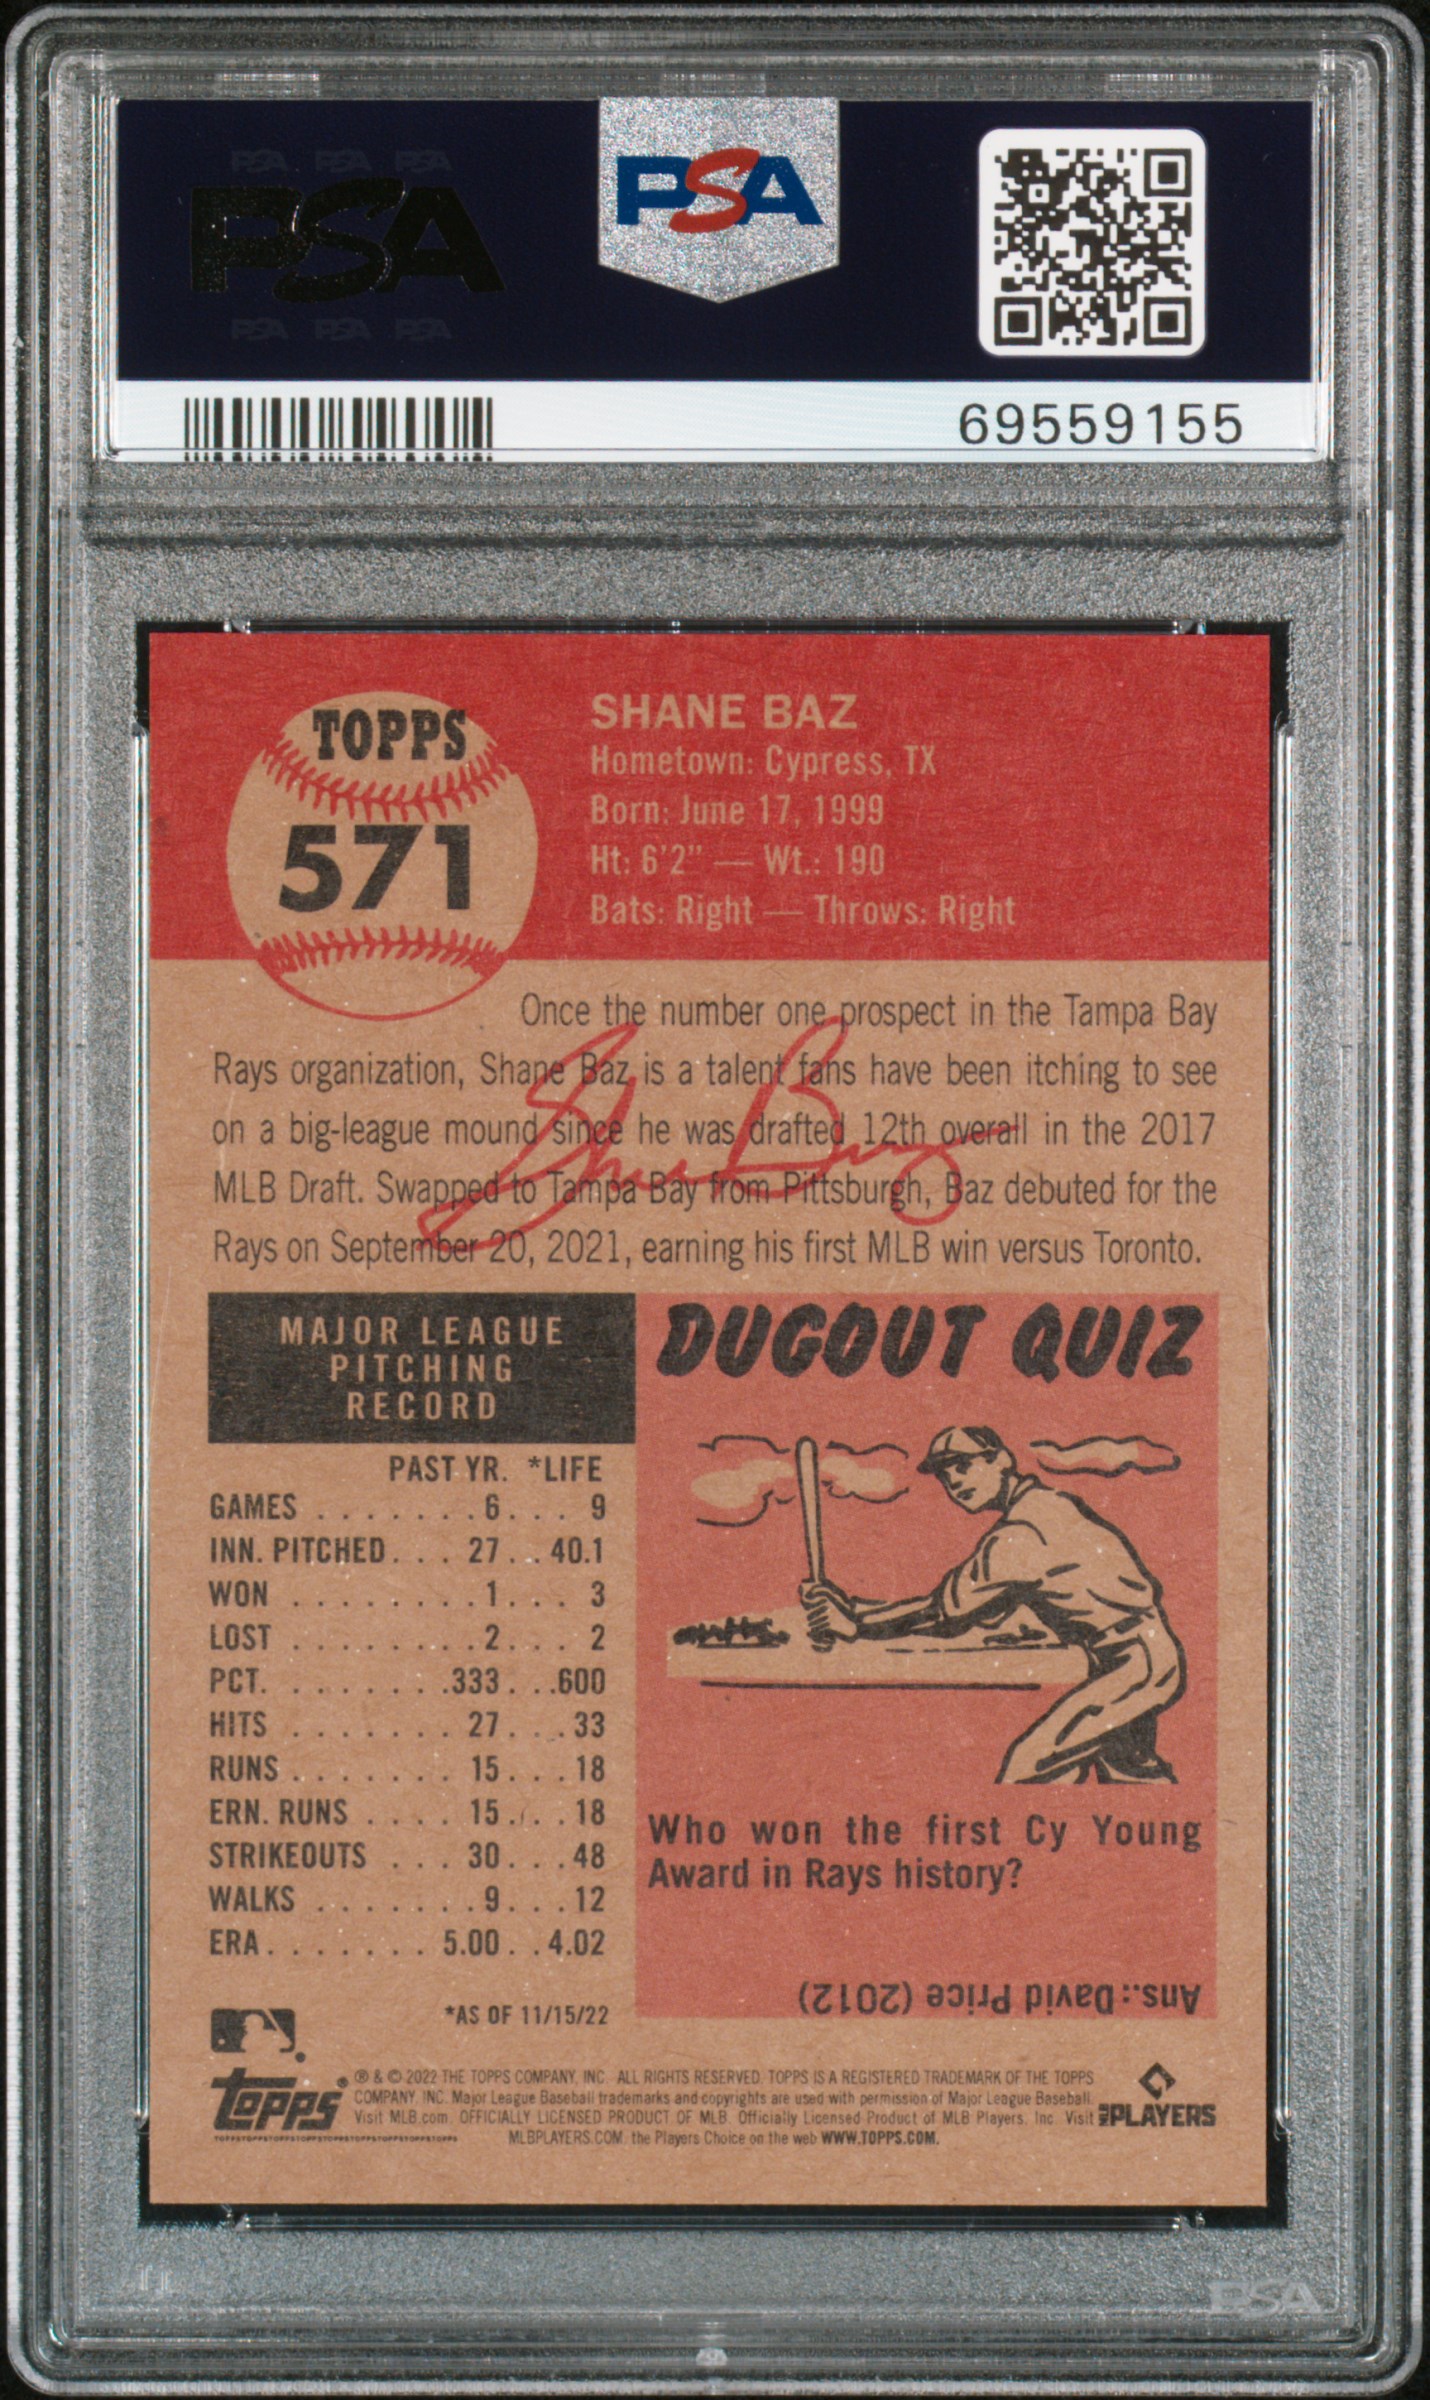 PSA PSA PSA
PSA
PSA PSA PSA
PSA
69559155
TOPPS
571
SHANE BAZ
Hometown: Cypress, TX
Born: June 17, 1999
Ht: 6'2" — Wt.: 190
Bats: Right — Throws: Right
Once the number one prospect in the Tampa Bay
Rays organization, Shane Baz is a talent fans have been itching to see
on a big-league mound since he was drafted 12th overall in the 2017
MLB Draft. Swapped to Tampa Bay from Pittsburgh, Baz debuted for the
Rays on September 20, 2021, earning his first MLB win versus Toronto.
Shane Baz
MAJOR LEAGUE
PITCHING
RECORD
PAST YR. *LIFE
GAMES . . . . . . . 6 . . . 9
INN. PITCHED . . . 27 . . 40.1
WON . . . . . . . . 1 . . . 3
LOST . . . . . . . . 2 . . . 2
PCT. . . . . . . . .333 . . .600
HITS . . . . . . . 27 . . . 33
RUNS . . . . . . . 15 . . . 18
ERN. RUNS . . . . 15 . . . 18
STRIKEOUTS . . . 30 . . . 48
WALKS . . . . . . . 9 . . . 12
ERA . . . . . . . 5.00 . . 4.02
*AS OF 11/15/22
DUGOUT QUIZ
Who won the first Cy Young
Award in Rays history?
Ans.: David Price (2012)
TOPPS
® & © 2022 THE TOPPS COMPANY, INC. ALL RIGHTS RESERVED. TOPPS IS A REGISTERED TRADEMARK OF THE TOPPS
COMPANY, INC. Major League Baseball trademarks and copyrights are used with permission of Major League Baseball.
Visit MLB.com. OFFICIALLY LICENSED PRODUCT OF MLB. Officially Licensed Product of MLB Players, Inc. Visit
MLBPLAYERS.COM, the Players Choice on the web WWW.TOPPS.COM.
MLB PLAYERS
PSA